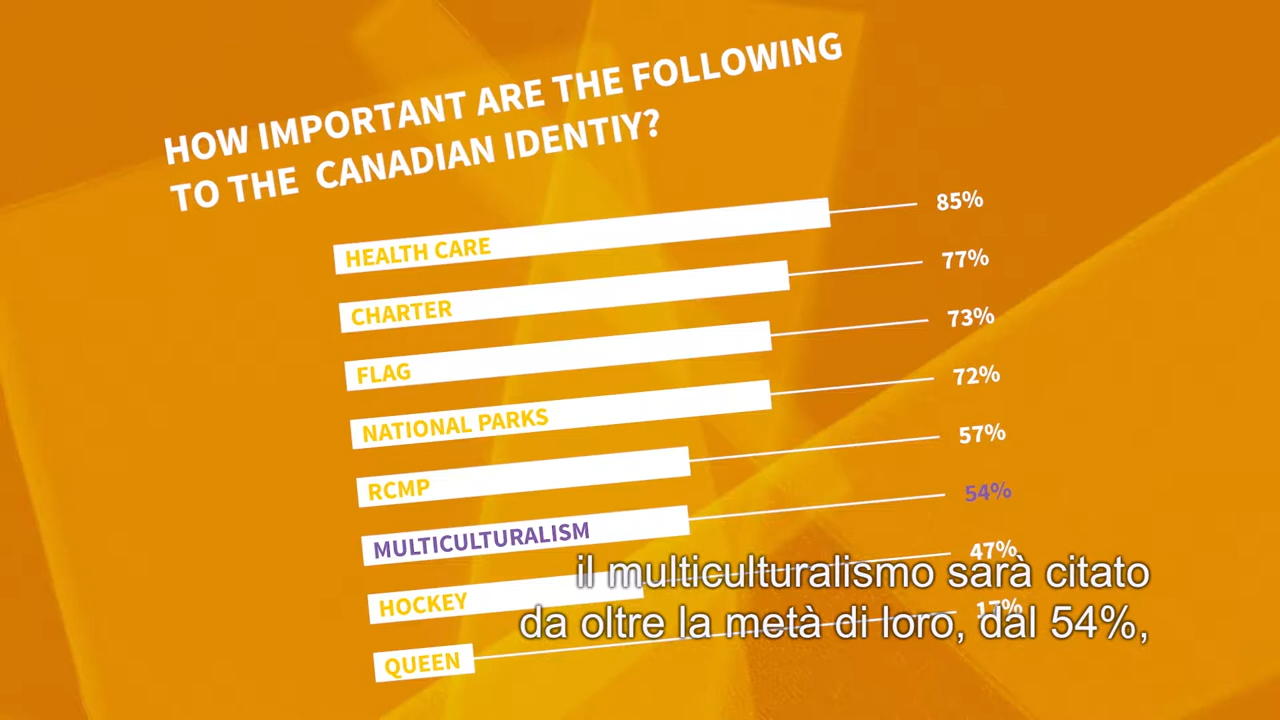 HOW IMPORTANT ARE THE FOLLOWING
TO THE CANADIAN IDENTIY?
HEALTH CARE 85%
CHARTER 77%
FLAG 73%
NATIONAL PARKS 72%
RCMP 57%
MULTICULTURALISM 54%
HOCKEY 47%
QUEEN 17%
il multiculturalismo sarà citato
da oltre la metà di loro, dal 54%,